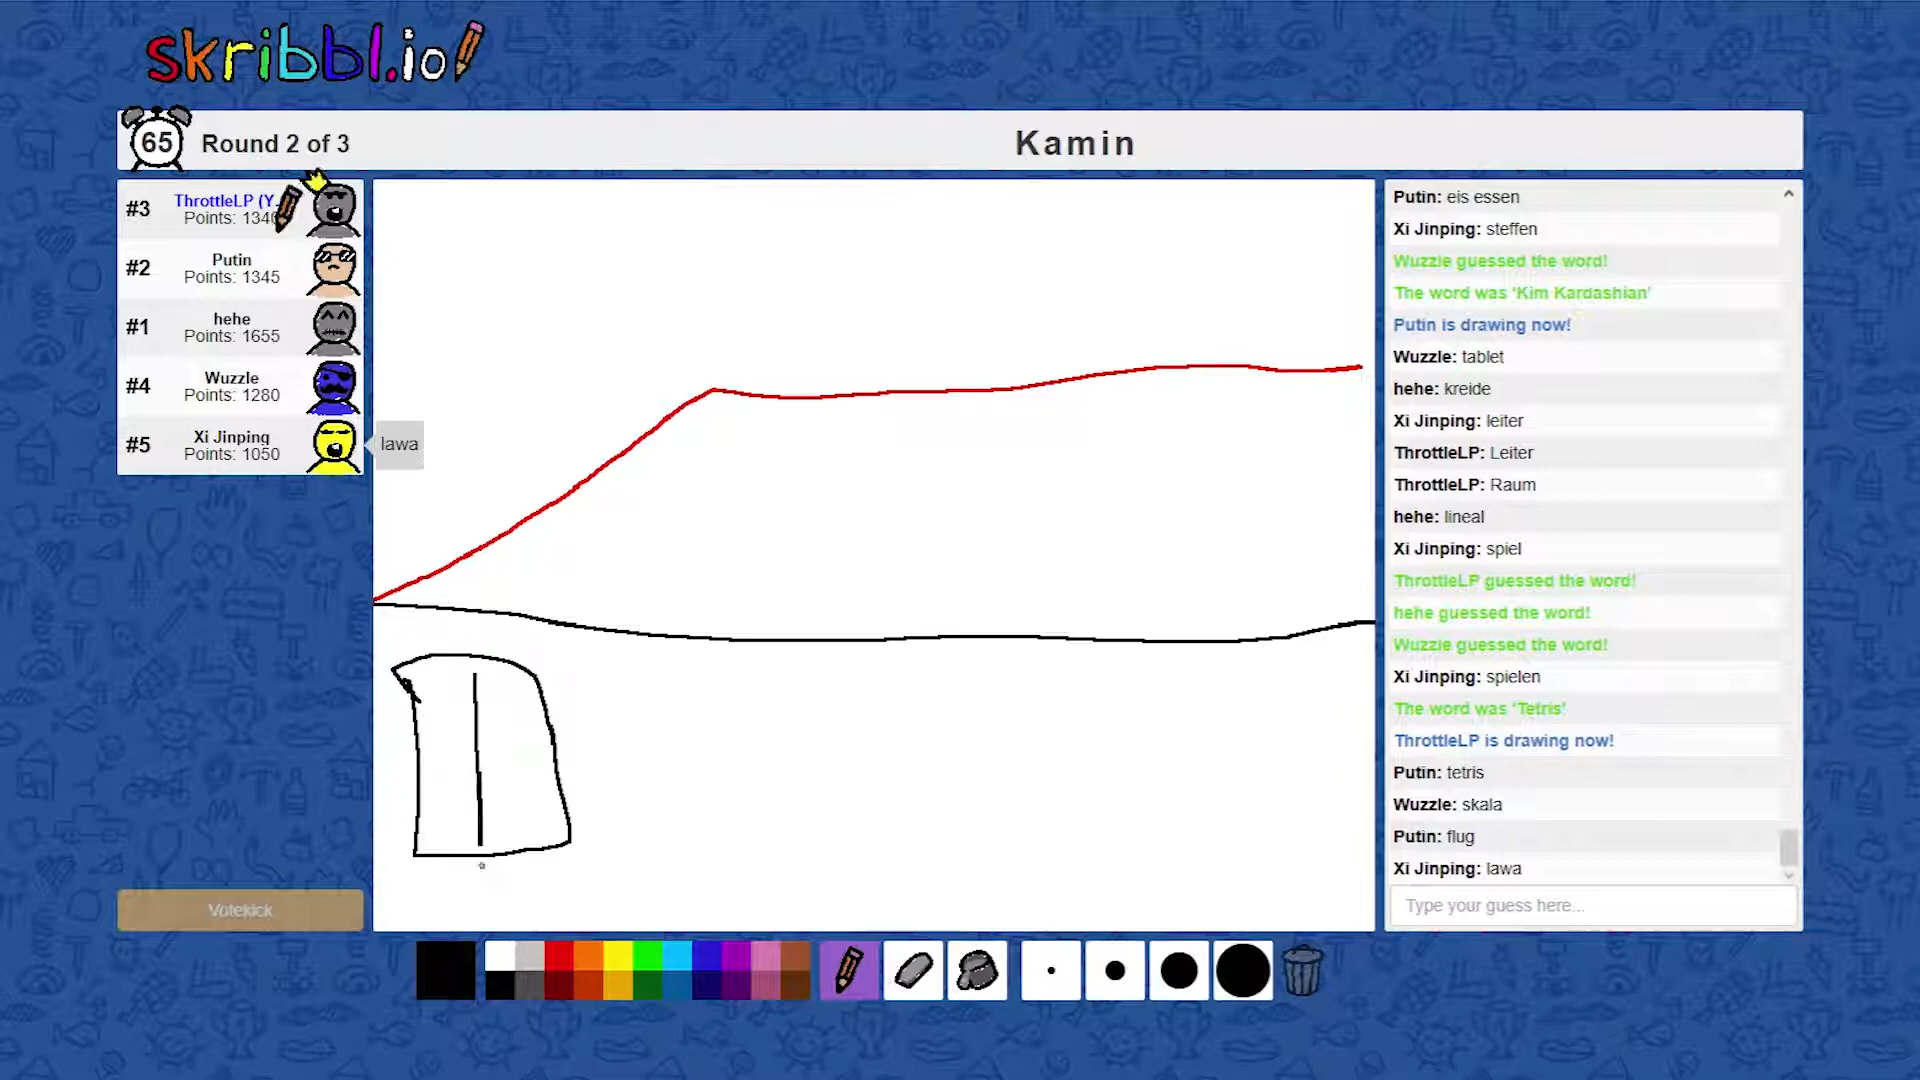 skribbl.io
65 Round 2 of 3
Kamin
#3 ThrottleLP (Y.
Points: 1340
#2 Putin
Points: 1345
#1 hehe
Points: 1655
#4 Wuzzle
Points: 1280
#5 Xi Jinping
Points: 1050
lawa
Votekick
Putin: eis essen
Xi Jinping: steffen
Wuzzle guessed the word!
The word was 'Kim Kardashian'
Putin is drawing now!
Wuzzle: tablet
hehe: kreide
Xi Jinping: leiter
ThrottleLP: Leiter
ThrottleLP: Raum
hehe: lineal
Xi Jinping: spiel
ThrottleLP guessed the word!
hehe guessed the word!
Wuzzle guessed the word!
Xi Jinping: spielen
The word was 'Tetris'
ThrottleLP is drawing now!
Putin: tetris
Wuzzle: skala
Putin: flug
Xi Jinping: lawa
Type your guess here...